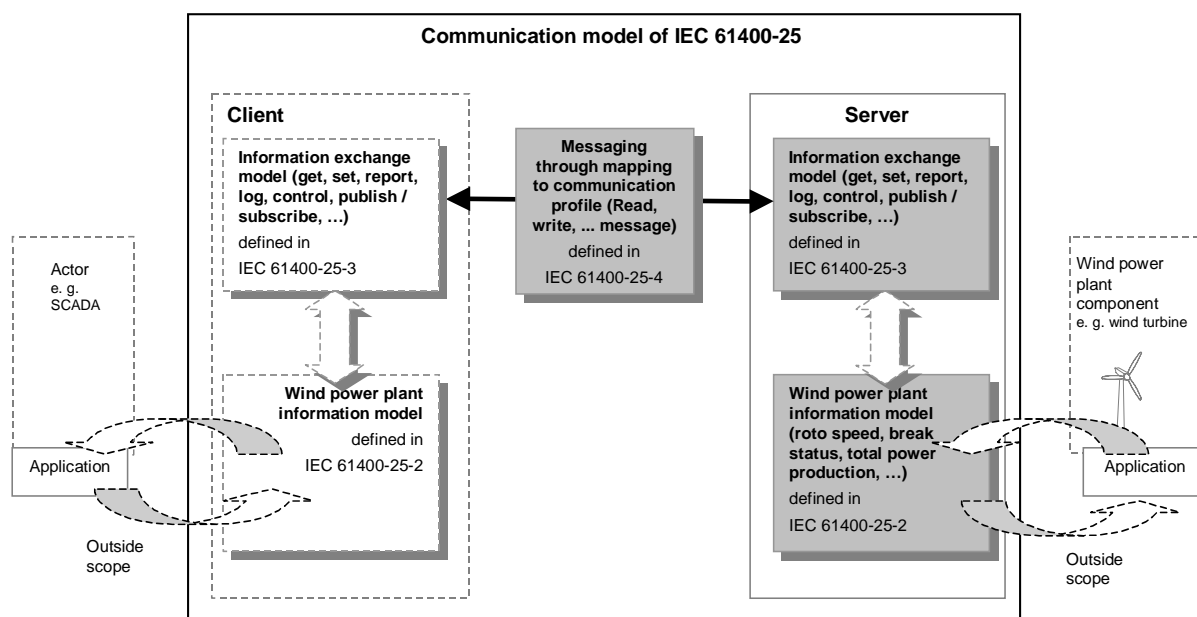 Communication model of IEC 61400-25
Client
Information exchange
model (get, set, report,
log, control, publish /
subscribe, …)
defined in
IEC 61400-25-3
Wind power plant
information model
defined in
IEC 61400-25-2
Messaging
through mapping
to communication
profile (Read,
write, ... message)
defined in
IEC 61400-25-4
Server
Information exchange
model (get, set, report,
log, control, publish /
subscribe, …)
defined in
IEC 61400-25-3
Wind power plant
information model
(roto speed, break
status, total power
production, …)
defined in
IEC 61400-25-2
Actor
e. g.
SCADA
Application
Outside
scope
Wind power
plant
component
e. g. wind turbine
Application
Outside
scope